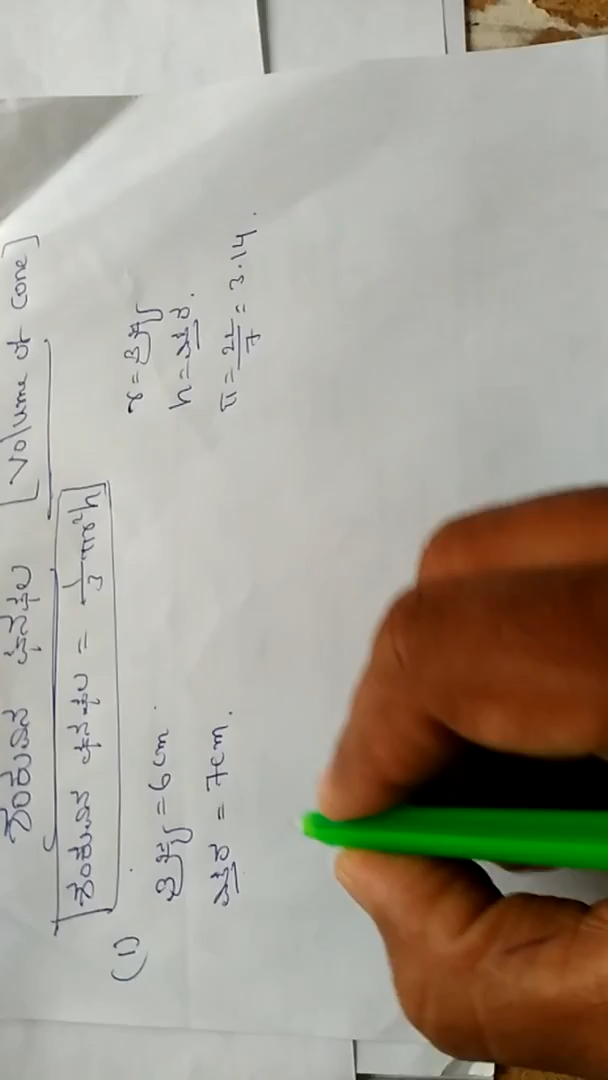 ಶಂಕುವಿನ ಘನಫಲ [Volume of cone]
ಶಂಕುವಿನ ಘನಫಲ = 1/3 πr²h
r = ತ್ರಿಜ್ಯ
h = ಎತ್ತರ.
π = 22/7 = 3.14.
(1)
ತ್ರಿಜ್ಯ = 6cm
ಎತ್ತರ = 7cm.